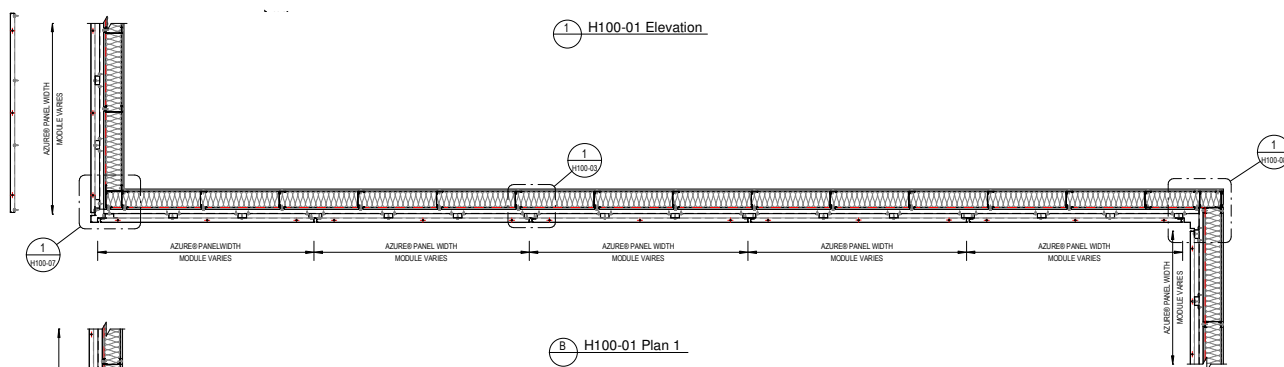 1 H100-01 Elevation
AZURE® PANEL WIDTH
MODULE VARIES
1
H100-03
1
H100-08
1
H100-07
AZURE® PANELWIDTH
MODULE VARIES
AZURE® PANEL WIDTH
MODULE VARIES
AZURE® PANEL WIDTH
MODULE VAIRES
AZURE® PANEL WIDTH
MODULE VARIES
AZURE® PANEL WIDTH
MODULE VARIES
AZURE® PANEL WIDTH
MODULE VARIES
B H100-01 Plan 1